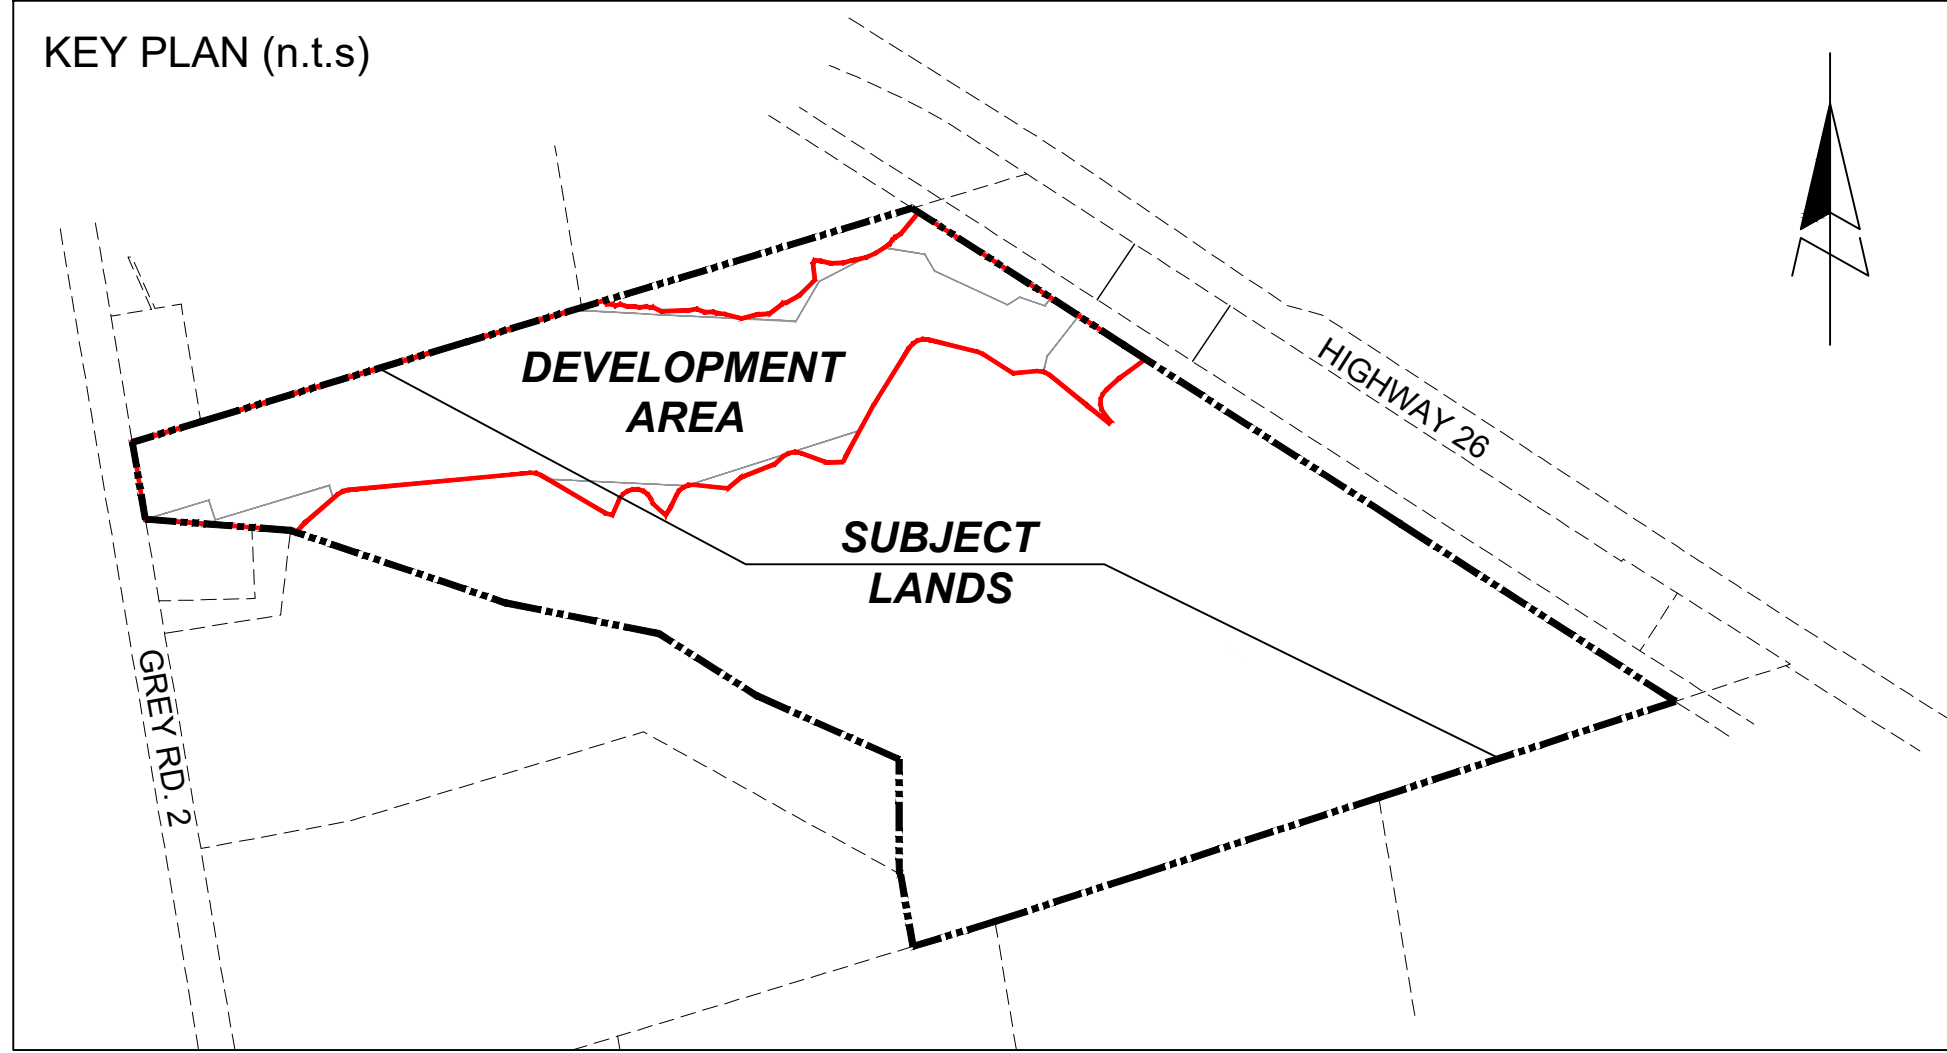 KEY PLAN (n.t.s)
HIGHWAY 26
DEVELOPMENT
AREA
SUBJECT
LANDS
GREY RD. 2